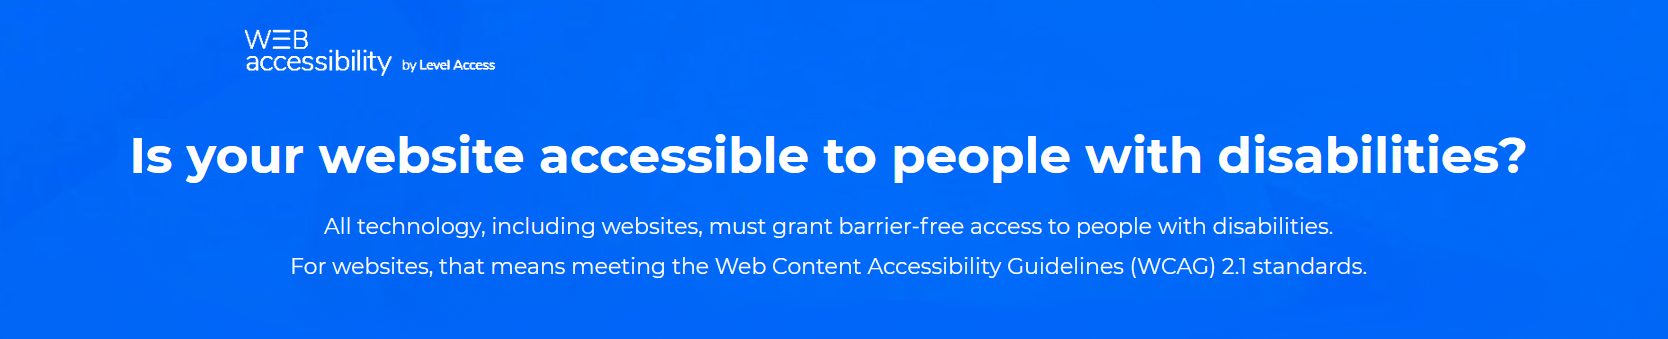 WEB
accessibility by Level Access
Is your website accessible to people with disabilities?
All technology, including websites, must grant barrier-free access to people with disabilities.
For websites, that means meeting the Web Content Accessibility Guidelines (WCAG) 2.1 standards.